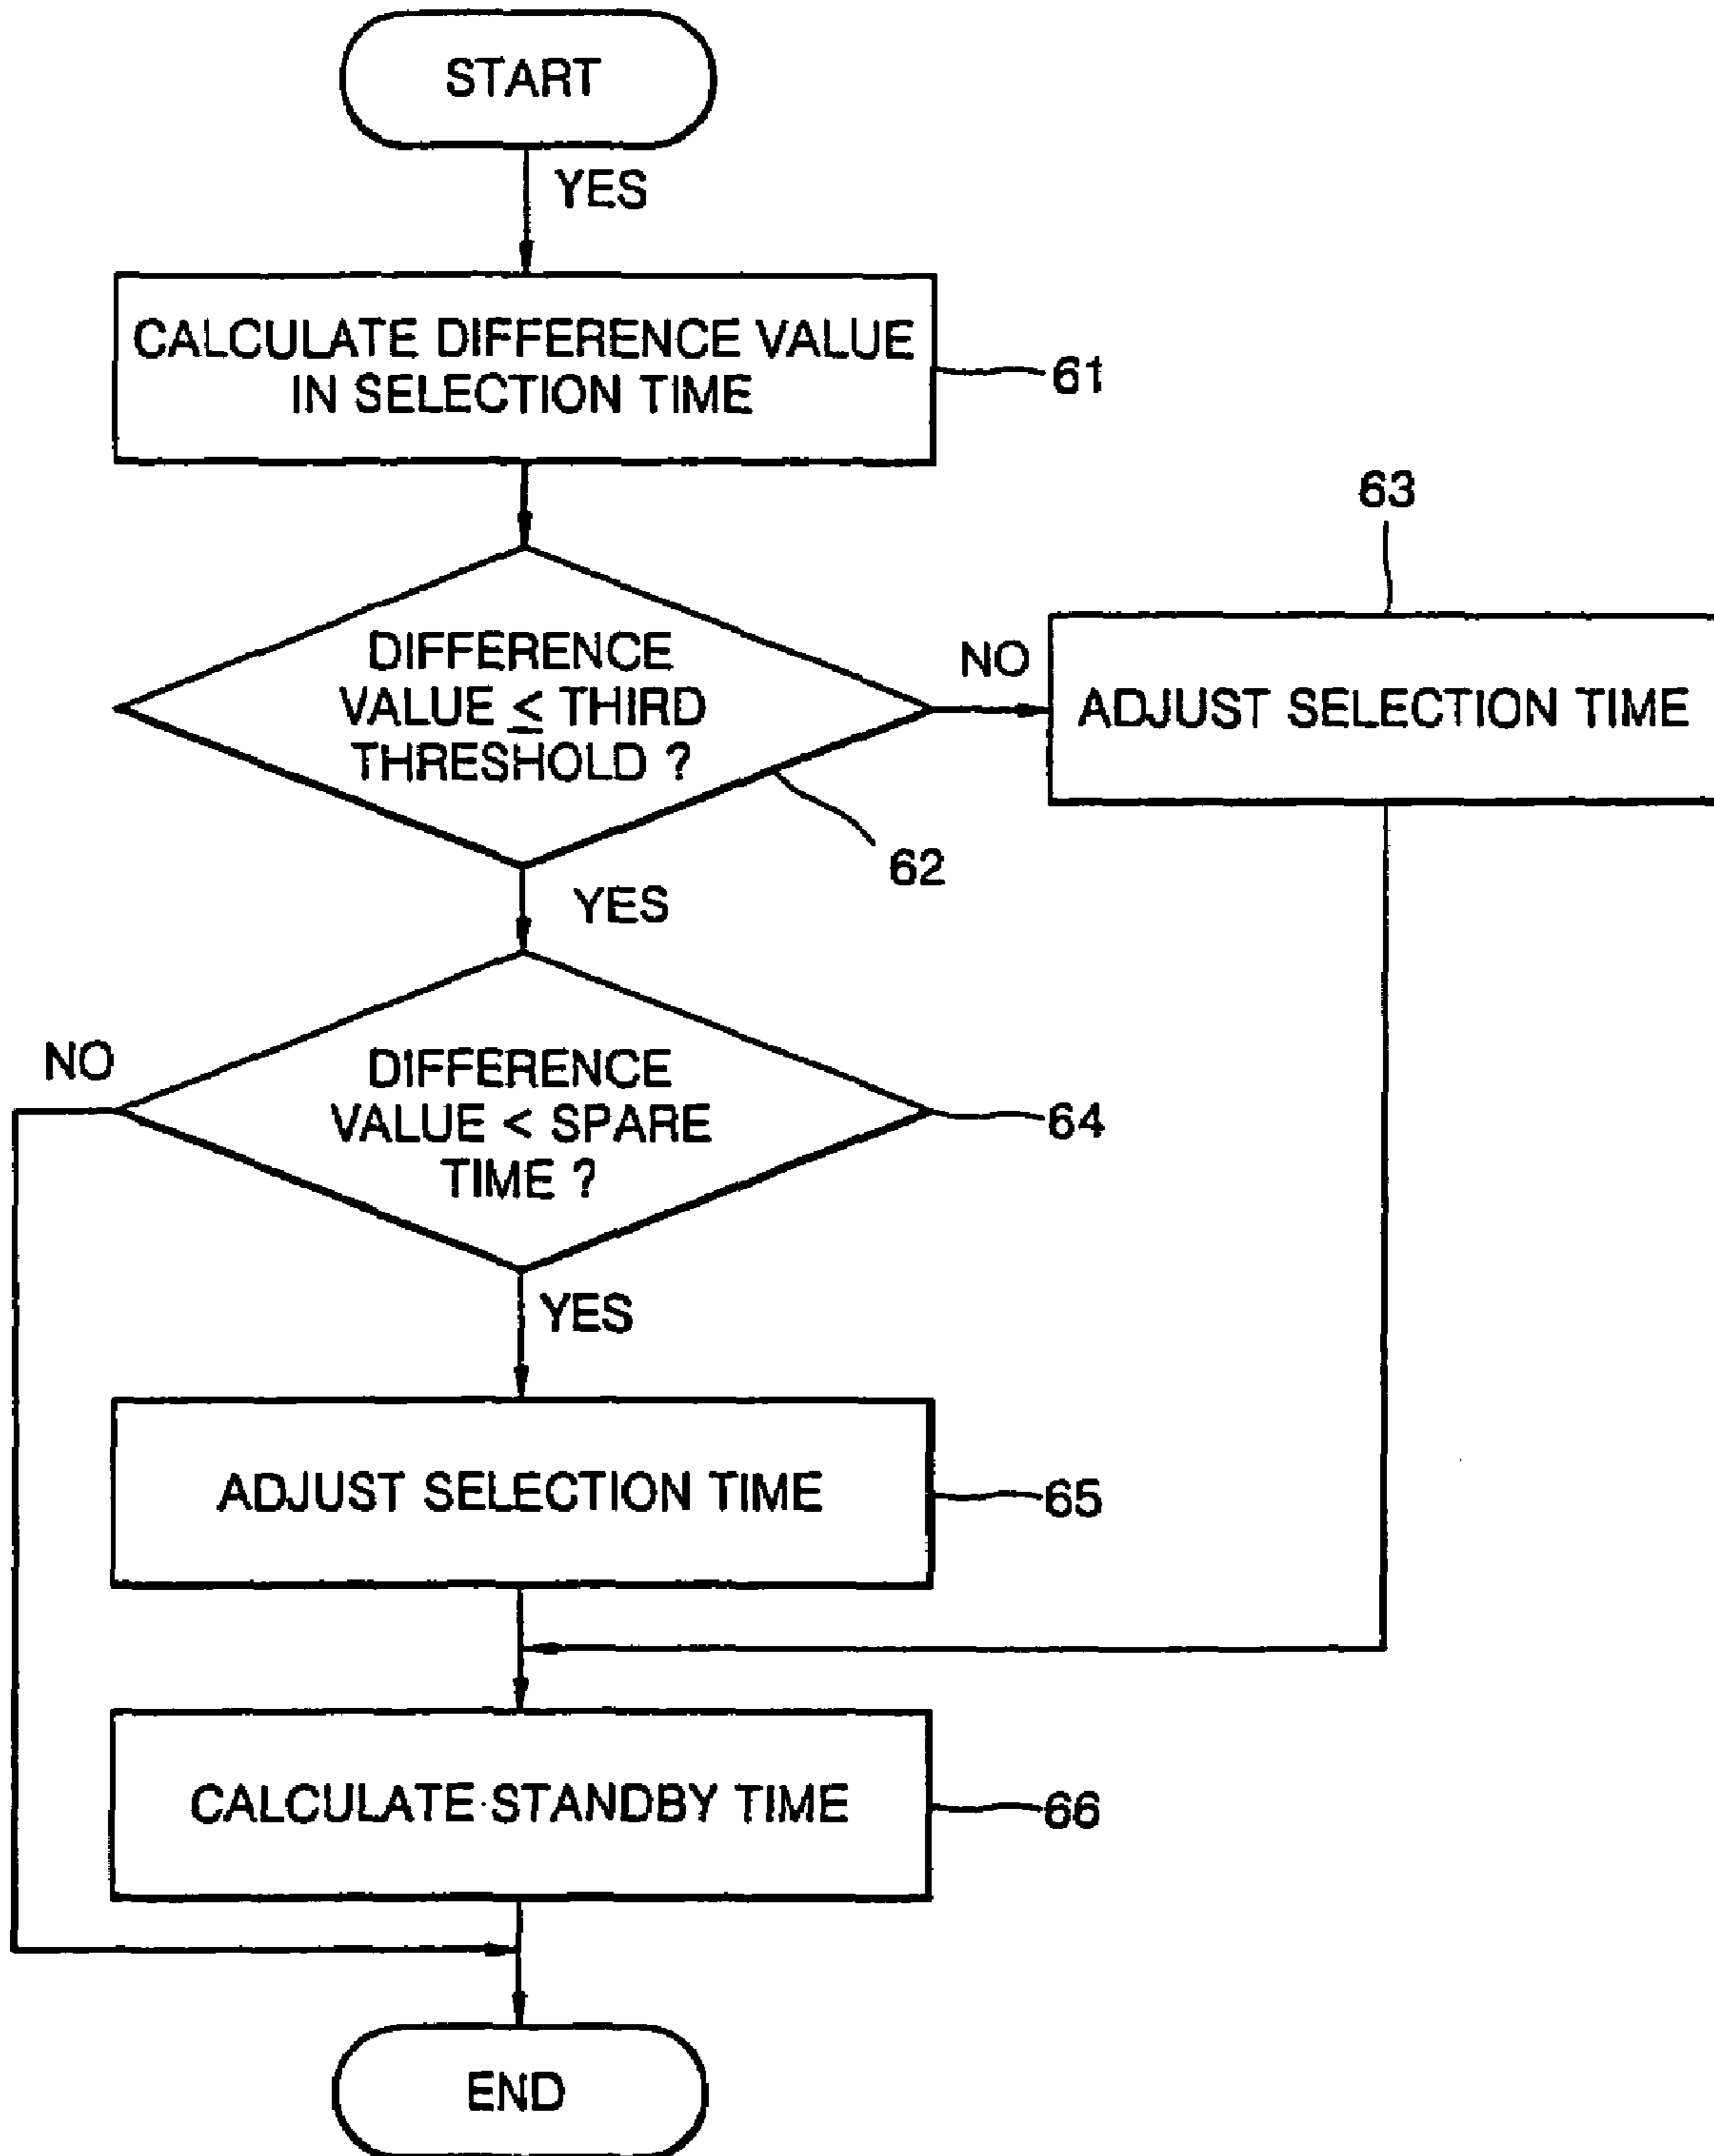 START
YES
CALCULATE DIFFERENCE VALUE
IN SELECTION TIME
61
63
DIFFERENCE
VALUE ≤ THIRD
THRESHOLD ?
NO
ADJUST SELECTION TIME
62
YES
NO
DIFFERENCE
VALUE < SPARE
TIME ?
64
YES
ADJUST SELECTION TIME
65
CALCULATE STANDBY TIME
66
END